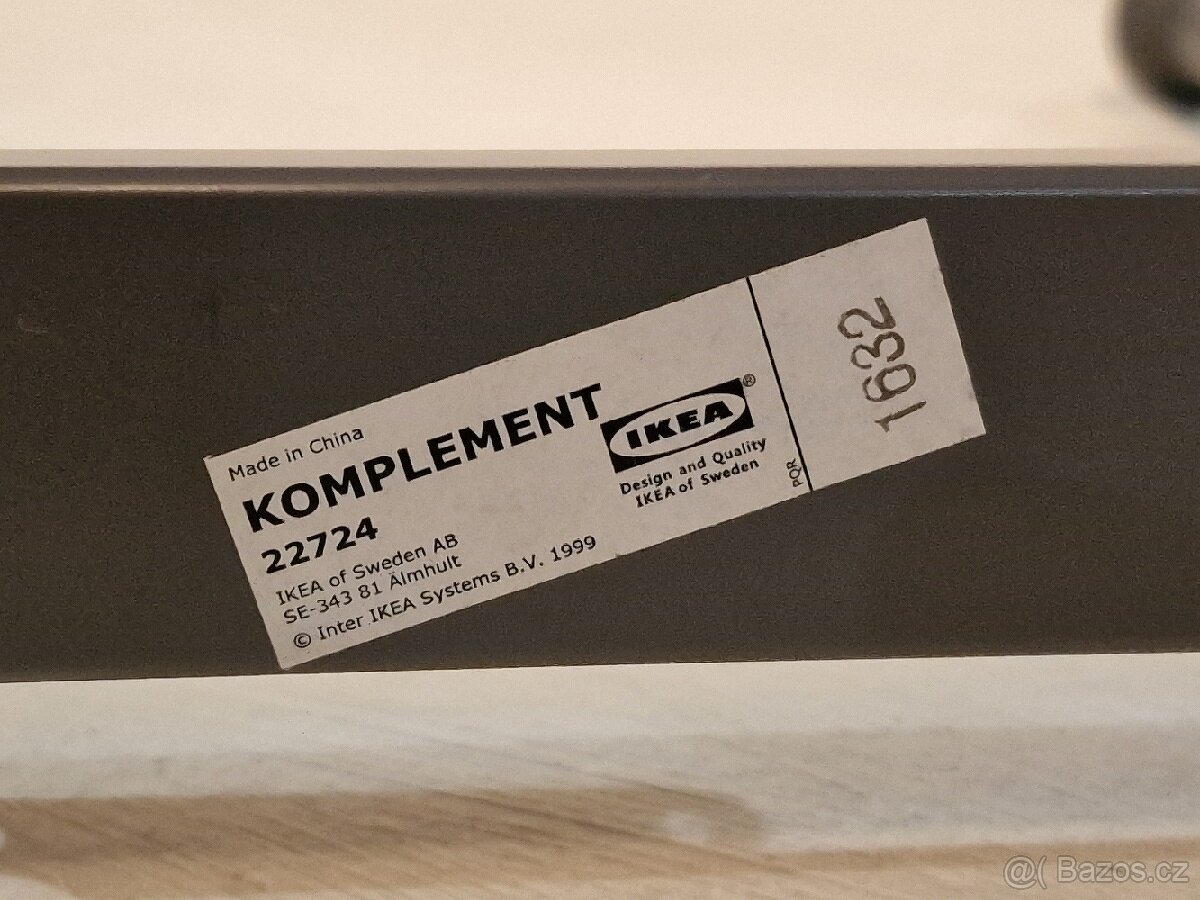 Made in China
KOMPLEMENT
22724
IKEA of Sweden AB
SE-343 81 Älmhult
© Inter IKEA Systems B.V. 1999
IKEA®
Design and Quality
IKEA of Sweden
PQR
1632
@( Bazos.cz